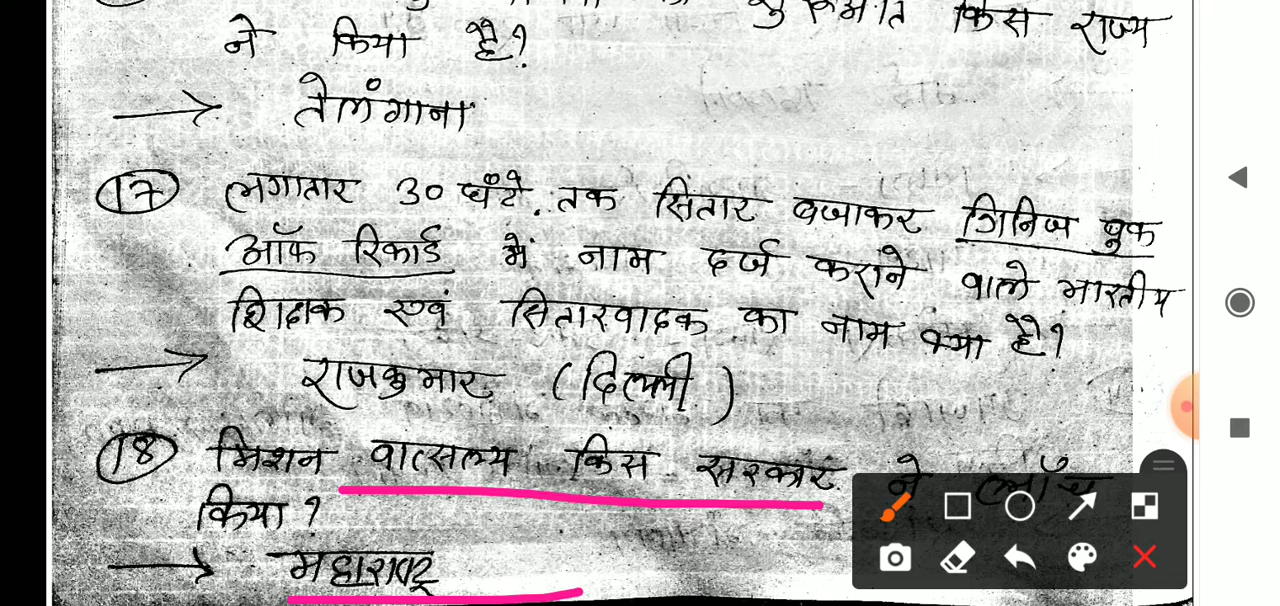 शुरूआत किस राज्य
ने किया है?
→ तेलंगाना
(17) लगातार 30 घँटे. तक सितार बजाकर गिनिज बुक
ऑफ रिकार्ड में नाम दर्ज कराने वाले भारतीय
शिक्षक एवं सितारवादक का नाम क्या है?
→ राजकुमार (दिल्ली)
(18) मिशन वात्सल्य किस सरकार ने लॉंच
किया?
→ महाराष्ट्र